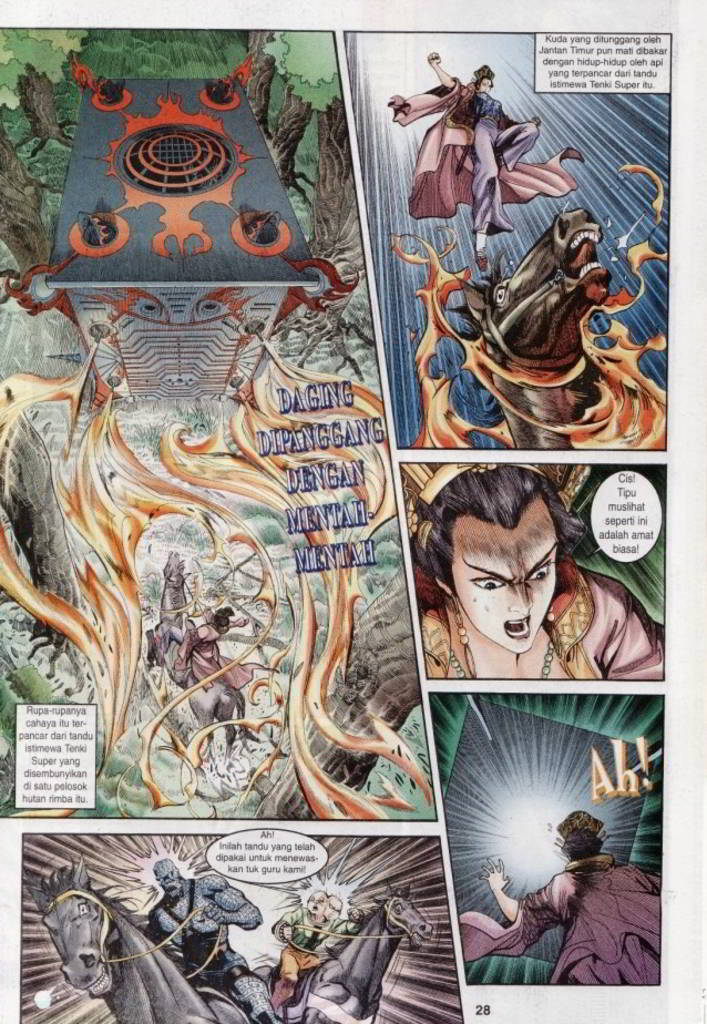 DAGING
DIPANGGANG
DENGAN
MENTAH-
MENTAH
Rupa-rupanya
cahaya itu ter-
pancar dari tandu
istimewa Tenki
Super yang
disembunyikan
di satu pelosok
hutan rimba itu.
Kuda yang ditunggang oleh
Jantan Timur pun mati dibakar
dengan hidup-hidup oleh api
yang terpancar dari tandu
istimewa Tenki Super itu.
Cis!
Tipu
muslihat
seperti ini
adalah amat
biasa!
Ah!
Ah!
Inilah tandu yang telah
dipakai untuk menewas-
kan tuk guru kami!
28